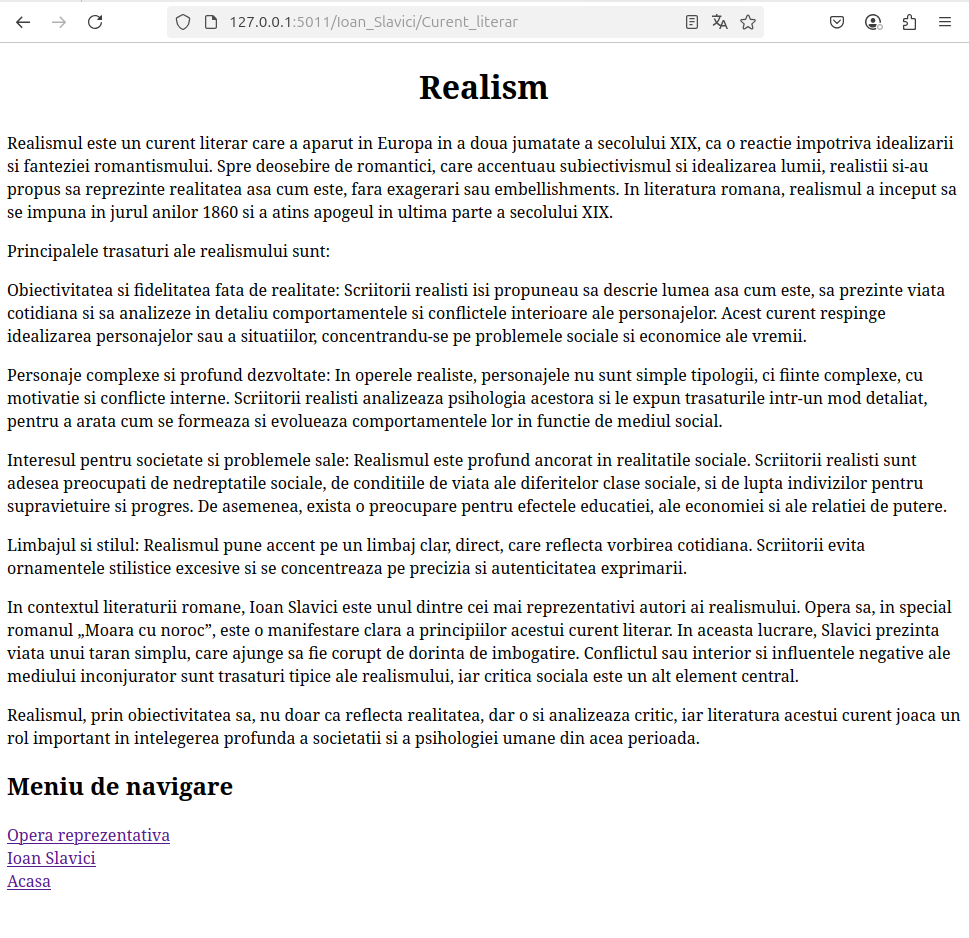 127.0.0.1:5011/Ioan_Slavici/Curent_literar
Realism
Realismul este un curent literar care a aparut in Europa in a doua jumatate a secolului XIX, ca o reactie impotriva idealizarii
si fanteziei romantismului. Spre deosebire de romantici, care accentuau subiectivismul si idealizarea lumii, realistii si-au
propus sa reprezinte realitatea asa cum este, fara exagerari sau embellishments. In literatura romana, realismul a inceput sa
se impuna in jurul anilor 1860 si a atins apogeul in ultima parte a secolului XIX.
Principalele trasaturi ale realismului sunt:
Obiectivitatea si fidelitatea fata de realitate: Scriitorii realisti isi propuneau sa descrie lumea asa cum este, sa prezinte viata
cotidiana si sa analizeze in detaliu comportamentele si conflictele interioare ale personajelor. Acest curent respinge
idealizarea personajelor sau a situatiilor, concentrandu-se pe problemele sociale si economice ale vremii.
Personaje complexe si profund dezvoltate: In operele realiste, personajele nu sunt simple tipologii, ci fiinte complexe, cu
motivatie si conflicte interne. Scriitorii realisti analizeaza psihologia acestora si le expun trasaturile intr-un mod detaliat,
pentru a arata cum se formeaza si evolueaza comportamentele lor in functie de mediul social.
Interesul pentru societate si problemele sale: Realismul este profund ancorat in realitatile sociale. Scriitorii realisti sunt
adesea preocupati de nedreptatile sociale, de conditiile de viata ale diferitelor clase sociale, si de lupta indivizilor pentru
supravietuire si progres. De asemenea, exista o preocupare pentru efectele educatiei, ale economiei si ale relatiei de putere.
Limbajul si stilul: Realismul pune accent pe un limbaj clar, direct, care reflecta vorbirea cotidiana. Scriitorii evita
ornamentele stilistice excesive si se concentreaza pe precizia si autenticitatea exprimarii.
In contextul literaturii romane, Ioan Slavici este unul dintre cei mai reprezentativi autori ai realismului. Opera sa, in special
romanul „Moara cu noroc”, este o manifestare clara a principiilor acestui curent literar. In aceasta lucrare, Slavici prezinta
viata unui taran simplu, care ajunge sa fie corupt de dorinta de imbogatire. Conflictul sau interior si influentele negative ale
mediului inconjurator sunt trasaturi tipice ale realismului, iar critica sociala este un alt element central.
Realismul, prin obiectivitatea sa, nu doar ca reflecta realitatea, dar o si analizeaza critic, iar literatura acestui curent joaca un
rol important in intelegerea profunda a societatii si a psihologiei umane din acea perioada.
Meniu de navigare
Opera reprezentativa
Ioan Slavici
Acasa